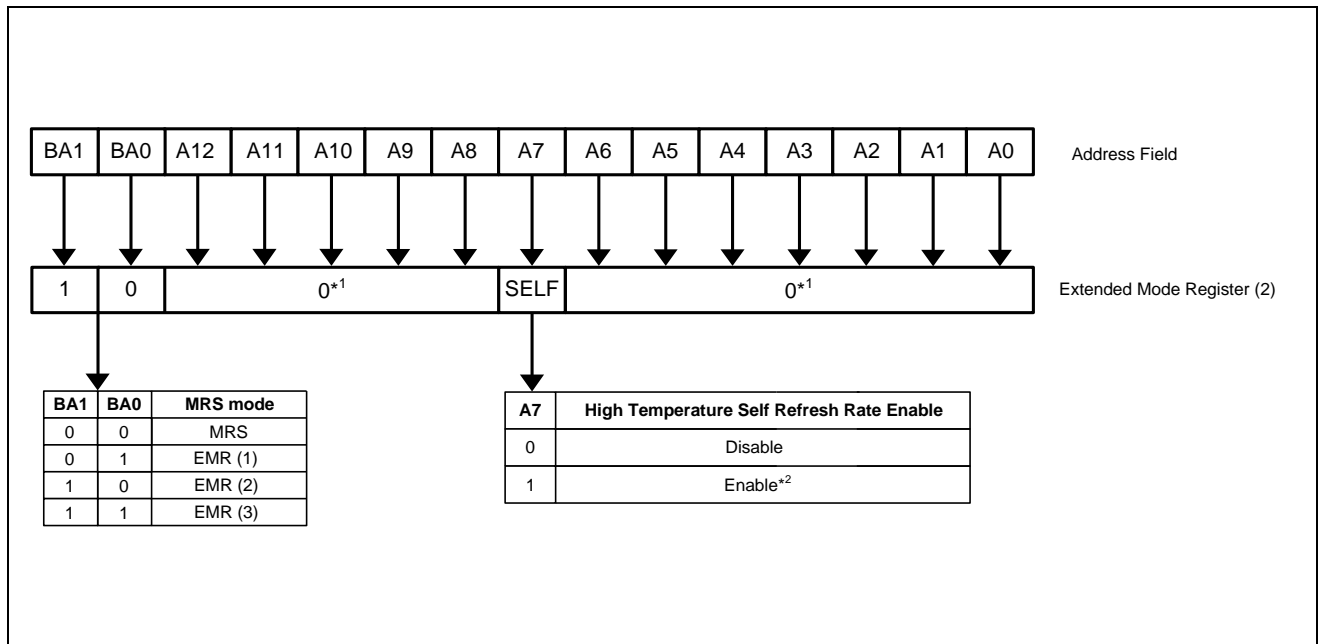 BA1 BA0 A12 A11 A10 A9 A8 A7 A6 A5 A4 A3 A2 A1 A0 Address Field
1 0 0*1 SELF 0*1 Extended Mode Register (2)
BA1 BA0 MRS mode
0 0 MRS
0 1 EMR (1)
1 0 EMR (2)
1 1 EMR (3)
A7 High Temperature Self Refresh Rate Enable
0 Disable
1 Enable*2